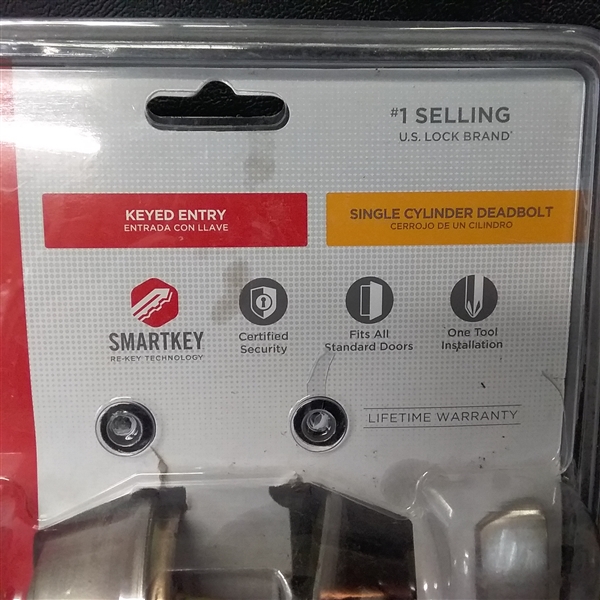 #1 SELLING
U.S. LOCK BRAND*
KEYED ENTRY
ENTRADA CON LLAVE
SINGLE CYLINDER DEADBOLT
CERROJO DE UN CILINDRO
SMARTKEY
RE-KEY TECHNOLOGY
Certified
Security
Fits All
Standard Doors
One Tool
Installation
LIFETIME WARRANTY